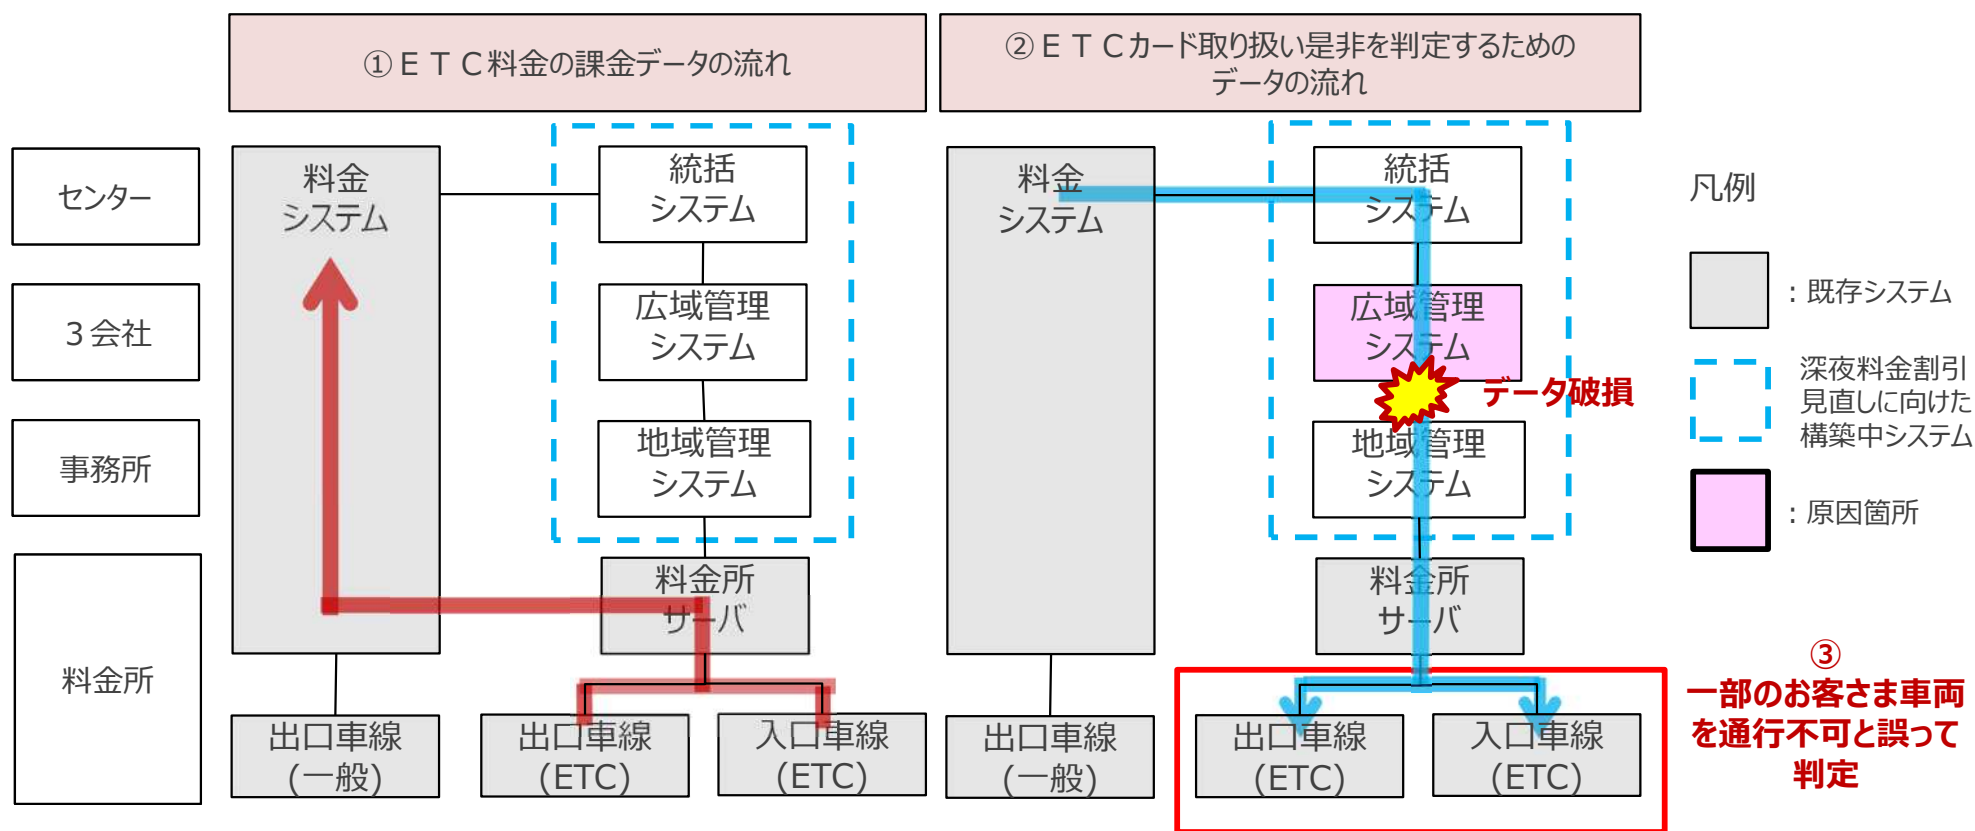 ①ＥＴＣ料金の課金データの流れ
②ＥＴＣカード取り扱い是非を判定するための
データの流れ
センター
３会社
事務所
料金所
料金
システム
統括
システム
広域管理
システム
地域管理
システム
料金所
サーバ
出口車線
(一般)
出口車線
(ETC)
入口車線
(ETC)
料金
システム
統括
システム
広域管理
システム
データ破損
地域管理
システム
料金所
サーバ
出口車線
(一般)
出口車線
(ETC)
入口車線
(ETC)
凡例
：既存システム
深夜料金割引
見直しに向けた
構築中システム
：原因箇所
③
一部のお客さま車両
を通行不可と誤って
判定